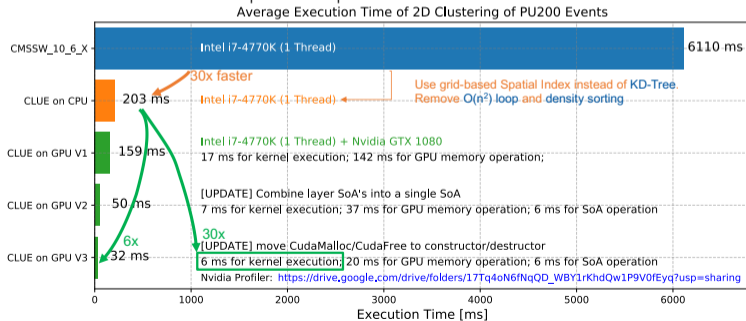 Average Execution Time of 2D Clustering of PU200 Events
CMSSW_10_6_X
Intel i7-4770K (1 Thread)
6110 ms
30x faster
Use grid-based Spatial Index instead of KD-Tree.
Remove O(n²) loop and density sorting
CLUE on CPU
203 ms
Intel i7-4770K (1 Thread)
Intel i7-4770K (1 Thread) + Nvidia GTX 1080
CLUE on GPU V1
159 ms
17 ms for kernel execution; 142 ms for GPU memory operation;
[UPDATE] Combine layer SoA's into a single SoA
CLUE on GPU V2
50 ms
7 ms for kernel execution; 37 ms for GPU memory operation; 6 ms for SoA operation
6x
30x
[UPDATE] move CudaMalloc/CudaFree to constructor/destructor
CLUE on GPU V3
32 ms
6 ms for kernel execution; 20 ms for GPU memory operation; 6 ms for SoA operation
Nvidia Profiler: https://drive.google.com/drive/folders/17Tq4oN6fNqQD_WBY1rKhdQw1P9V0fEyq?usp=sharing
0 1000 2000 3000 4000 5000 6000
Execution Time [ms]